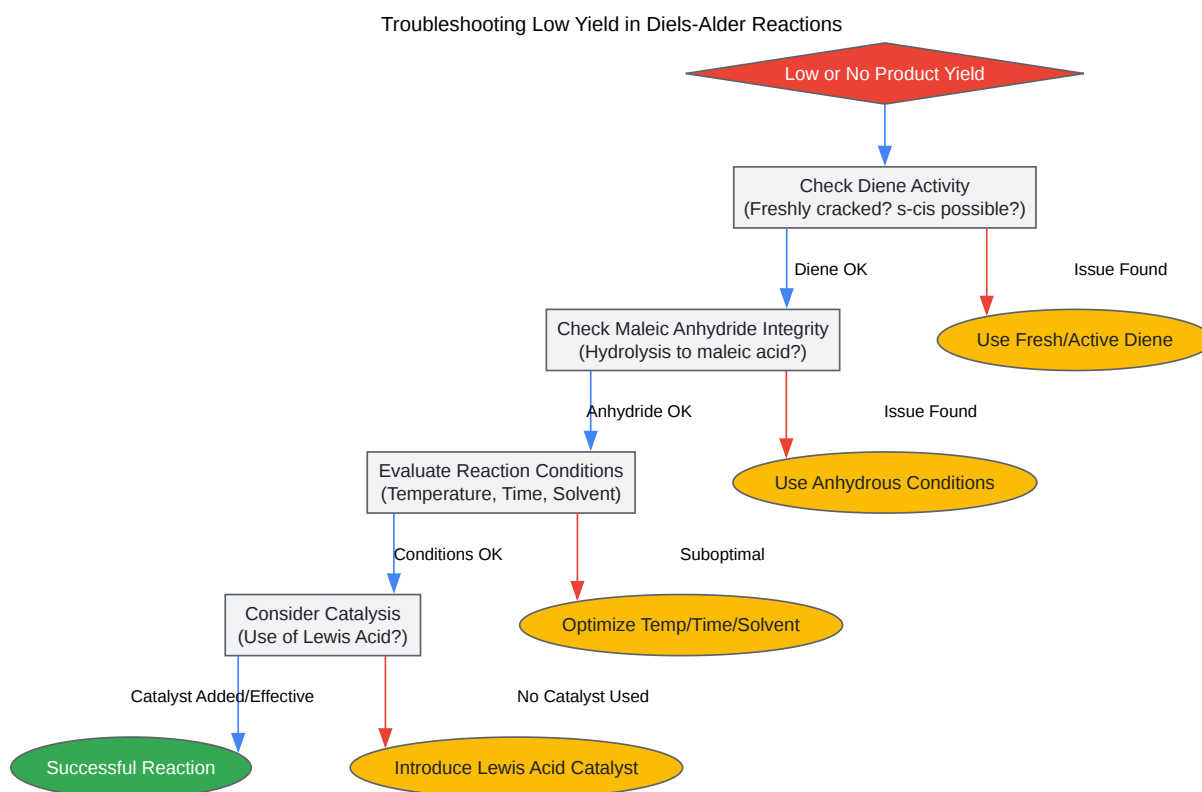 Troubleshooting Low Yield in Diels-Alder Reactions
Low or No Product Yield
Check Diene Activity
(Freshly cracked? s-cis possible?)
Diene OK
Issue Found
Use Fresh/Active Diene
Check Maleic Anhydride Integrity
(Hydrolysis to maleic acid?)
Anhydride OK
Issue Found
Use Anhydrous Conditions
Evaluate Reaction Conditions
(Temperature, Time, Solvent)
Conditions OK
Suboptimal
Optimize Temp/Time/Solvent
Consider Catalysis
(Use of Lewis Acid?)
Catalyst Added/Effective
No Catalyst Used
Successful Reaction
Introduce Lewis Acid Catalyst